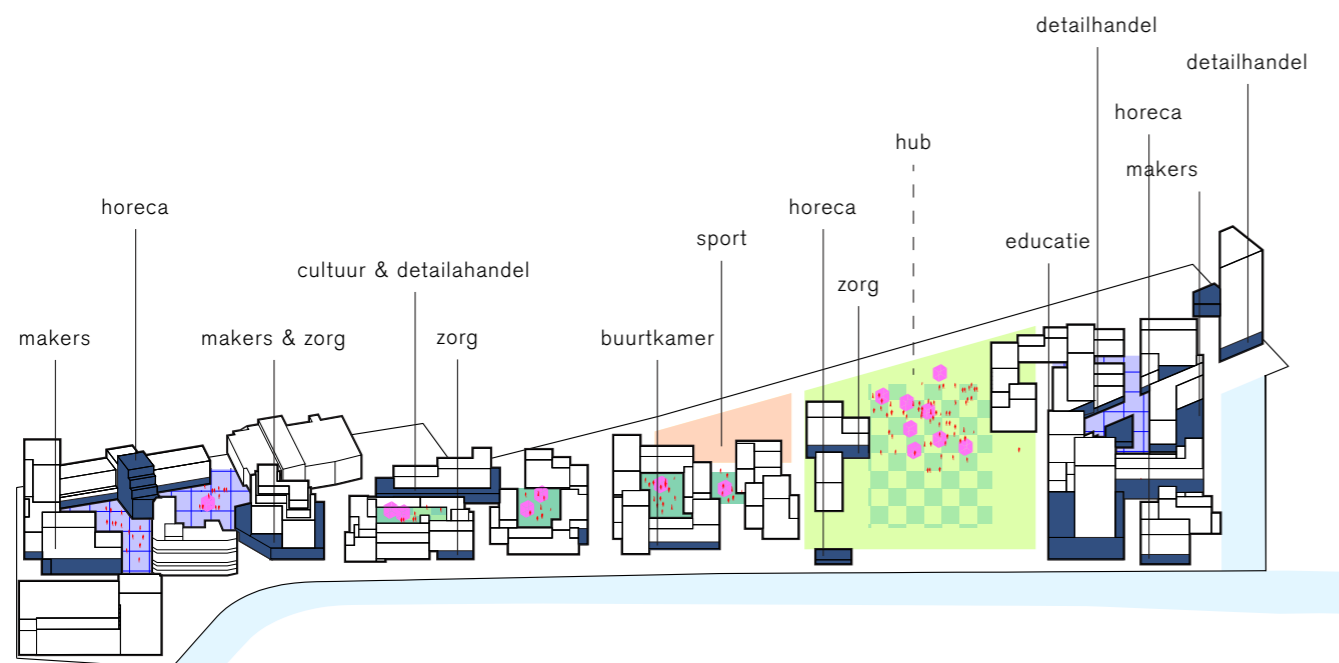 detailhandel
detailhandel
horeca
hub
makers
horeca
horeca
sport
educatie
cultuur & detailahandel
zorg
makers
makers & zorg
zorg
buurtkamer